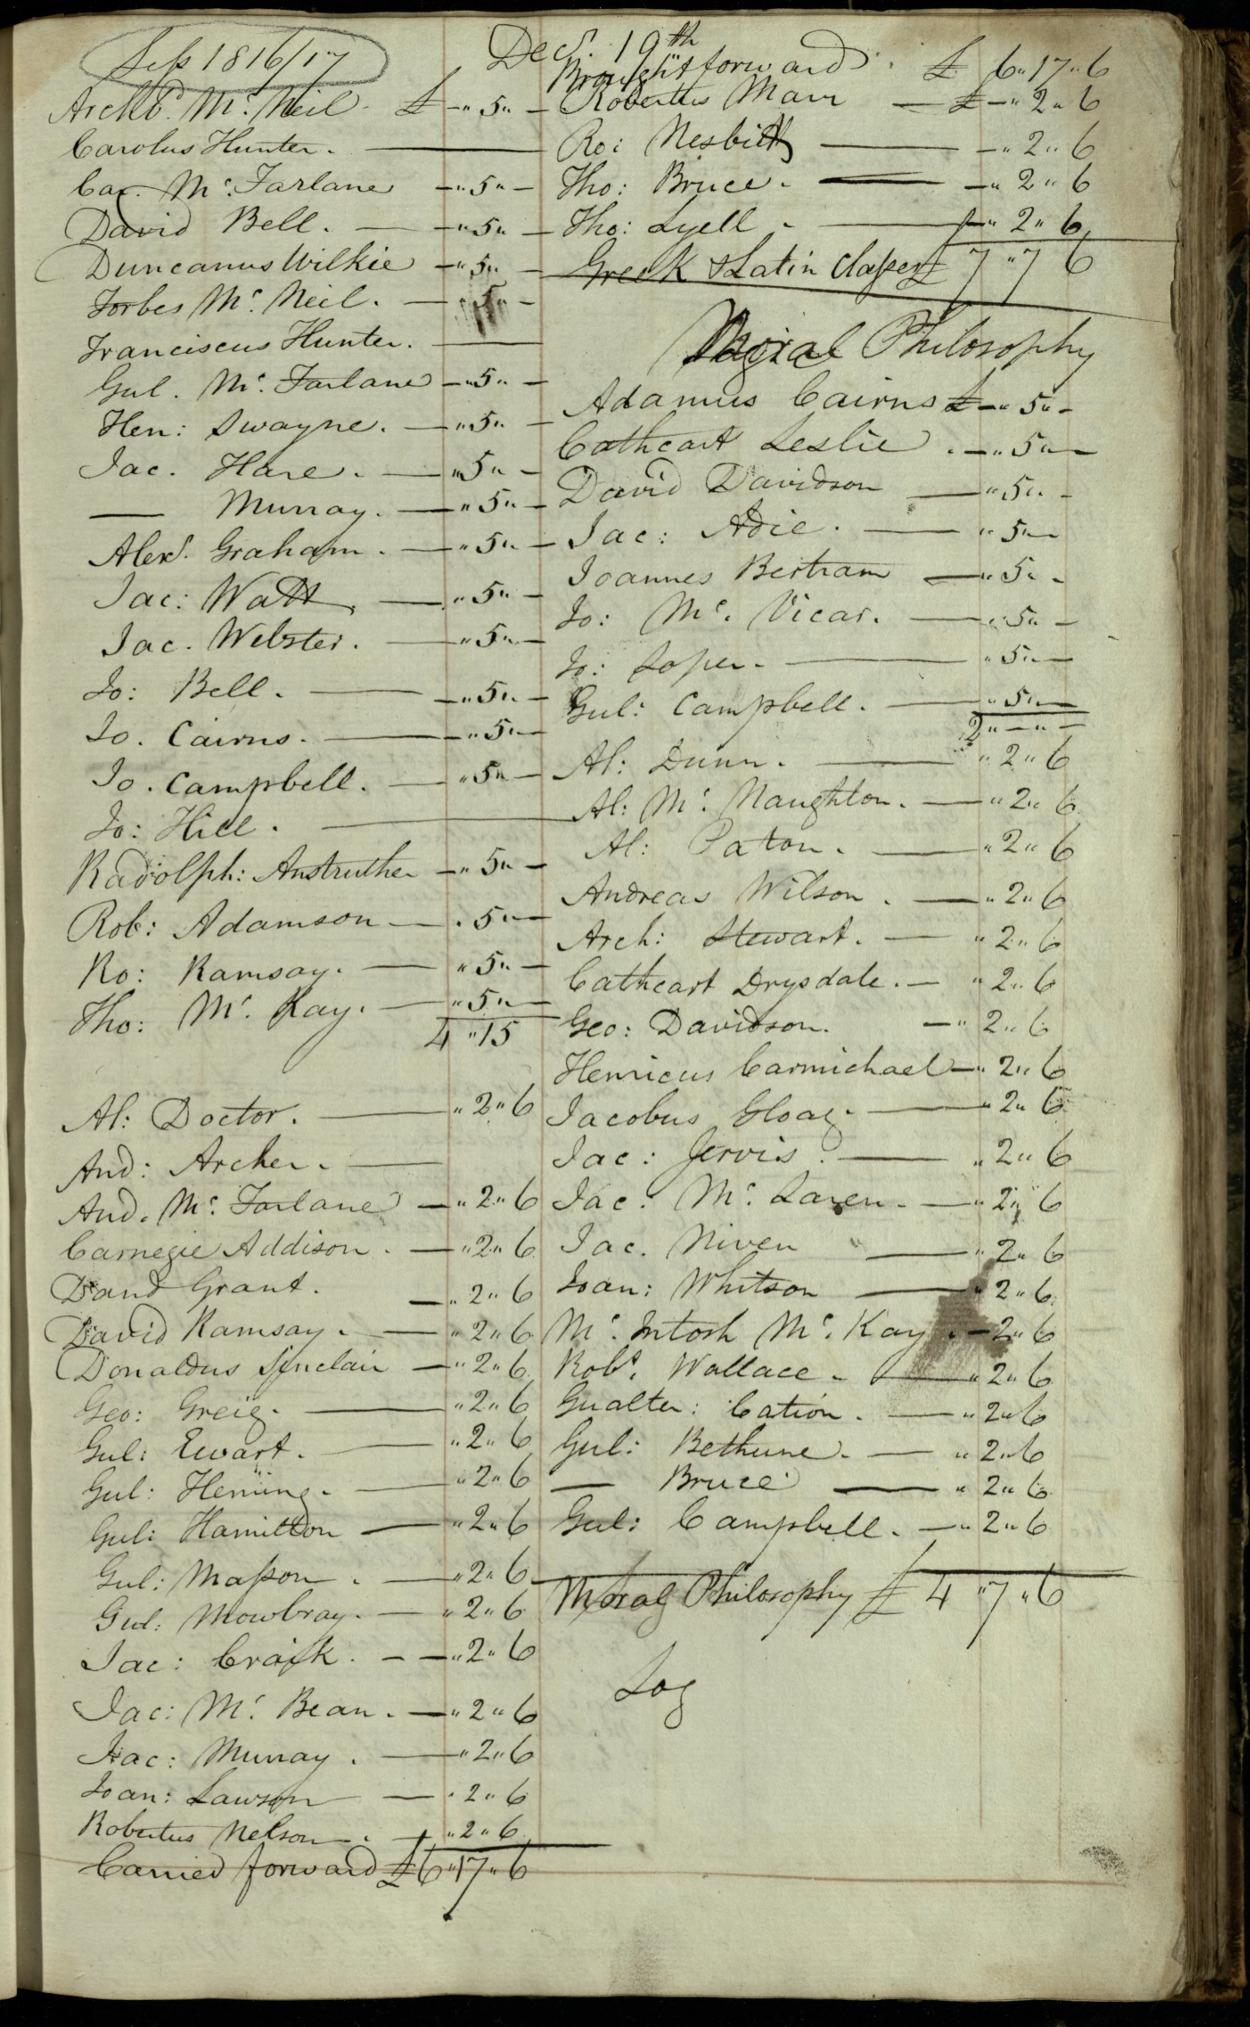 Sess 1816/17
Decr. 19th
Archd. Mc. Neil. £ -"5"-
Carolus Hunter.
Car. Mc. Farlane -"5"-
David Bell. -"5"-
Duncanus Wilkie -"5"-
Forbes Mc. Neil. "5"-
Franciscus Hunter.
Gul. Mc. Farlane -"5"-
Hen: Swayne. "5"-
Jac. Hare. "5"-
— Murray. "5"-
Alexr. Graham. "5"-
Jac: Watt. "5"-
Jac. Webster. "5"-
Jo: Bell. -"5"-
Jo. Cairns. -"5"-
Jo. Campbell. "5"-
Jo: Hill.
Radolph: Anstruther -"5"-
Rob: Adamson "5"-
Ro: Ramsay. "5"-
Tho: Mc. Kay. "5"-
4 "15
Al: Doctor. "2"6
And: Archer.
And. Mc. Farlane "2"6
Carnegie Addison. "2"6
David Grant. "2"6
David Ramsay. "2"6
Donaldus Sinclair "2"6
Geo: Greig. "2"6
Gul: Ewart. "2"6
Gul: Heming. "2"6
Gul: Hamilton "2"6
Gul: Masson. "2"6
Gul: Mowbray. "2"6
Jac: Craik. "2"6
Jac: Mc. Bean. "2"6
Jac: Murray. "2"6
Joan: Lawson "2"6
Robertus Nelson. "2"6
Carried forward £6"17"6
Brought forward £ 6"17"6
Robertus Marr £-"2"6
Ro: Nesbitt -"2"6
Tho: Bruce. -"2"6
Tho: Lyell. "2"6
Greek & Latin Classes £ 7"7"6
Moral Philosophy
Adamus Cairns £-"5"-
Cathcart Leslie. -"5"-
David Davidson "5"-
Jac: Adie. "5"-
Joannes Bertram "5"-
Jo: Mc. Vicar. "5"-
Jo: Soper. "5"-
Gul: Campbell. "5"-
2"-"-
Al: Dunn. "2"6
Al: Mc. Naughton. "2"6
Al: Paton. "2"6
Andreas Wilson. "2"6
Arch: Stewart. "2"6
Cathcart Drysdale. "2"6
Geo: Davidson. "2"6
Henricus Carmichael "2"6
Jacobus Gloag. "2"6
Jac: Jervis. "2"6
Jac: Mc. Laren. "2"6
Jac. Niven "2"6
Joan: Whitson "2"6
Mc. Intosh Mc. Kay. -2"6
Robt. Wallace. "2"6
Gualter: Cation. "2"6
Gul: Bethune. "2"6
— Bruce "2"6
Gul: Campbell. "2"6
Moral Philosophy £ 4"7"6
Log